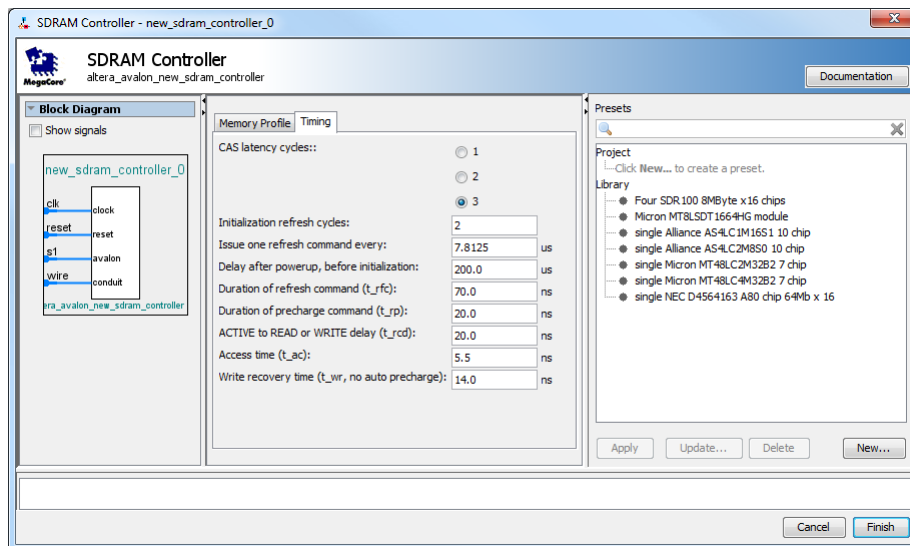 SDRAM Controller - new_sdram_controller_0
X
SDRAM Controller
MegaCore®
altera_avalon_new_sdram_controller
Documentation
Block Diagram
Show signals
new_sdram_controller_0
clk
clock
reset
reset
s1
avalon
wire
conduit
era_avalon_new_sdram_controller
Memory Profile
Timing
CAS latency cycles::
1
2
3
Initialization refresh cycles:
2
Issue one refresh command every:
7.8125
us
Delay after powerup, before initialization:
200.0
us
Duration of refresh command (t_rfc):
70.0
ns
Duration of precharge command (t_rp):
20.0
ns
ACTIVE to READ or WRITE delay (t_rcd):
20.0
ns
Access time (t_ac):
5.5
ns
Write recovery time (t_wr, no auto precharge):
14.0
ns
Presets
Project
Click New... to create a preset.
Library
Four SDR100 8MByte x16 chips
Micron MT8LSDT1664HG module
single Alliance AS4LC1M16S1 10 chip
single Alliance AS4LC2M8S0 10 chip
single Micron MT48LC2M32B2 7 chip
single Micron MT48LC4M32B2 7 chip
single NEC D4564163 A80 chip 64Mb x 16
Apply
Update...
Delete
New...
Cancel
Finish